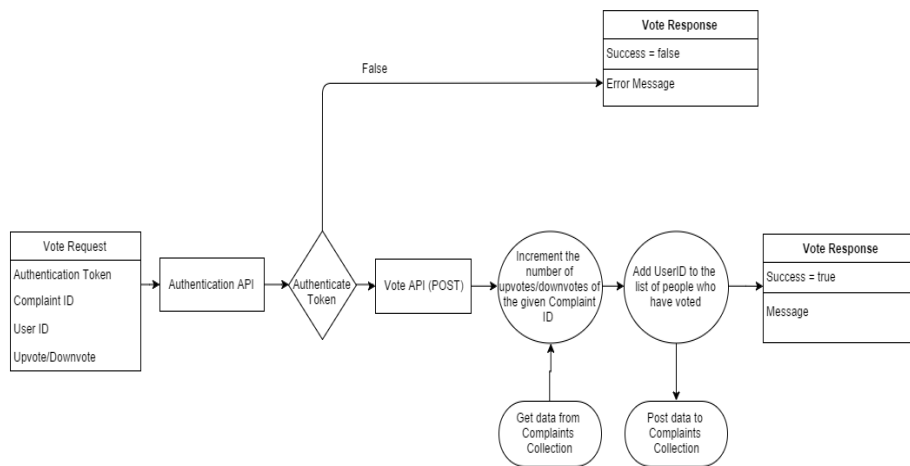 Vote Response
Success = false
Error Message
False
Vote Request
Authentication Token
Complaint ID
User ID
Upvote/Downvote
Authentication API
Authenticate
Token
Vote API (POST)
Increment the
number of
upvotes/downvotes
of the given Complaint
ID
Add UserID to the
list of people who
have voted
Vote Response
Success = true
Message
Get data from
Complaints
Collection
Post data to
Complaints
Collection